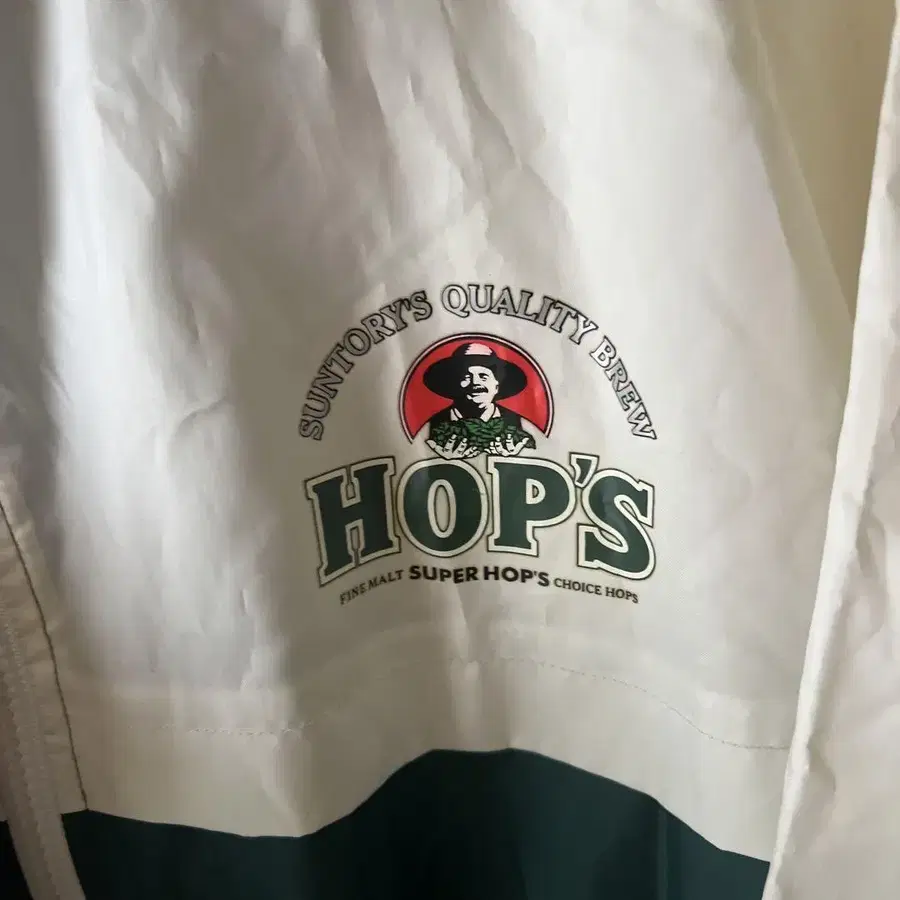 SUNTORY'S QUALITY BREW
HOP'S
FINE MALT SUPER HOP'S CHOICE HOPS